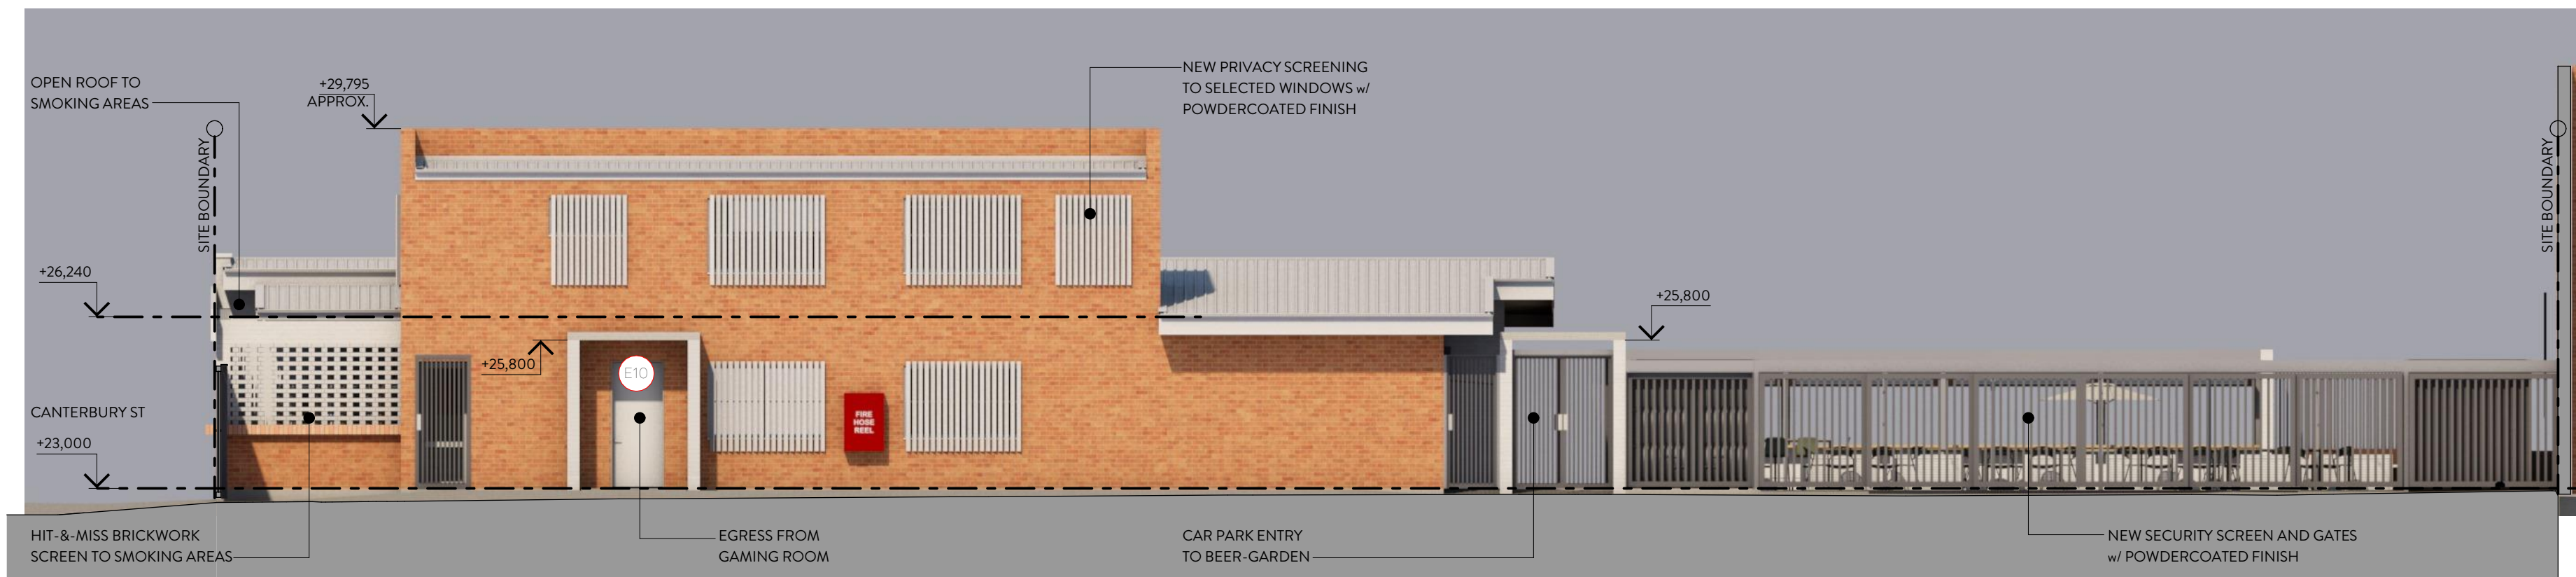 OPEN ROOF TO
SMOKING AREAS
+29,795
APPROX.
NEW PRIVACY SCREENING
TO SELECTED WINDOWS w/
POWDERCOATED FINISH
SITE BOUNDARY
SITE BOUNDARY
+26,240
+25,800
+25,800
E10
FIRE
HOSE
REEL
CANTERBURY ST
+23,000
HIT-&-MISS BRICKWORK
SCREEN TO SMOKING AREAS
EGRESS FROM
GAMING ROOM
CAR PARK ENTRY
TO BEER-GARDEN
NEW SECURITY SCREEN AND GATES
w/ POWDERCOATED FINISH